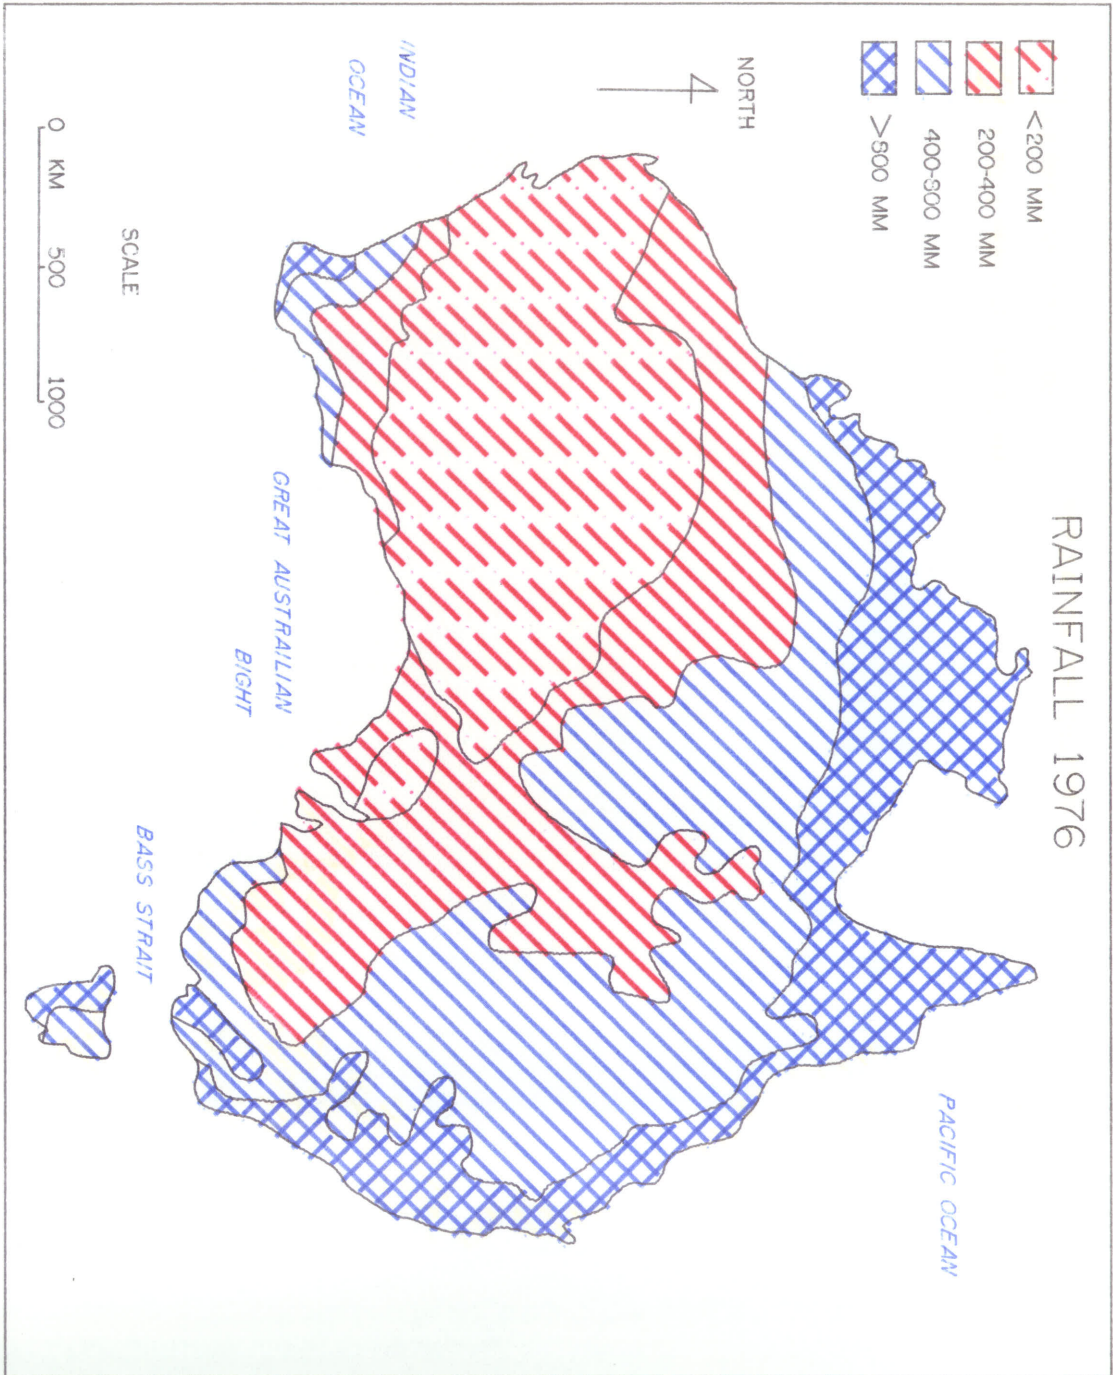 RAINFALL 1976
<200 MM
200-400 MM
400-800 MM
>800 MM
NORTH
INDIAN
OCEAN
PACIFIC OCEAN
GREAT AUSTRAILIAN
BIGHT
BASS STRAIT
SCALE
0 KM 500 1000